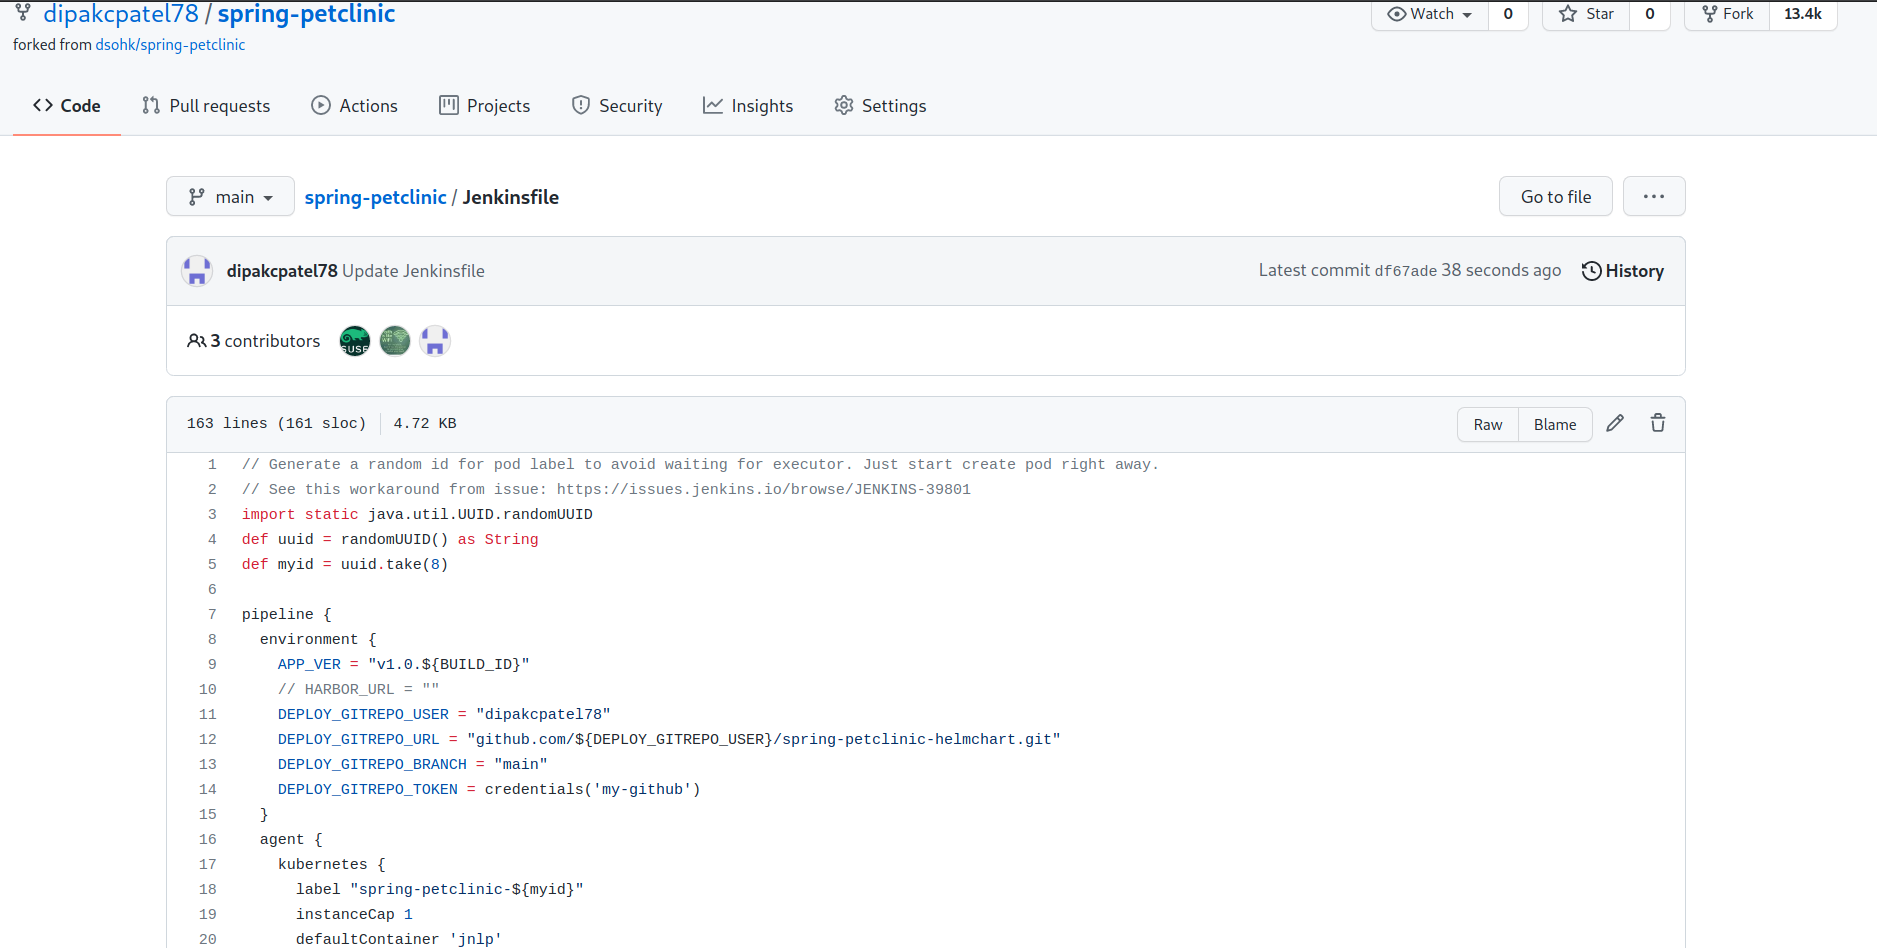 dipakcpatel78 / spring-petclinic
Watch 0 Star 0 Fork 13.4k
forked from dsohk/spring-petclinic
Code Pull requests Actions Projects Security Insights Settings
main spring-petclinic / Jenkinsfile Go to file ...
dipakcpatel78 Update Jenkinsfile Latest commit df67ade 38 seconds ago History
3 contributors SUSE
163 lines (161 sloc) 4.72 KB Raw Blame
1 // Generate a random id for pod label to avoid waiting for executor. Just start create pod right away.
2 // See this workaround from issue: https://issues.jenkins.io/browse/JENKINS-39801
3 import static java.util.UUID.randomUUID
4 def uuid = randomUUID() as String
5 def myid = uuid.take(8)
6
7 pipeline {
8 environment {
9 APP_VER = "v1.0.${BUILD_ID}"
10 // HARBOR_URL = ""
11 DEPLOY_GITREPO_USER = "dipakcpatel78"
12 DEPLOY_GITREPO_URL = "github.com/${DEPLOY_GITREPO_USER}/spring-petclinic-helmchart.git"
13 DEPLOY_GITREPO_BRANCH = "main"
14 DEPLOY_GITREPO_TOKEN = credentials('my-github')
15 }
16 agent {
17 kubernetes {
18 label "spring-petclinic-${myid}"
19 instanceCap 1
20 defaultContainer 'jnlp'